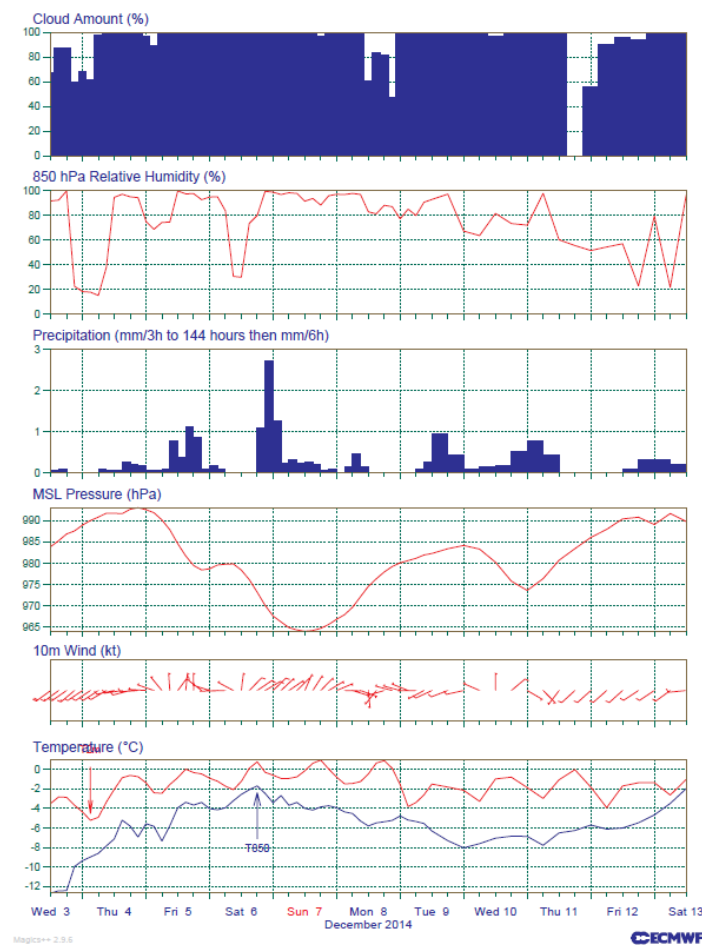 Cloud Amount (%)
100
80
60
40
20
0
850 hPa Relative Humidity (%)
100
80
60
40
20
0
Precipitation (mm/3h to 144 hours then mm/6h)
3
2
1
0
MSL Pressure (hPa)
990
985
980
975
970
965
10m Wind (kt)
Temperature (°C)
0
-2
-4
-6
-8
-10
-12
T850
Wed 3 Thu 4 Fri 5 Sat 6 Sun 7 Mon 8 Tue 9 Wed 10 Thu 11 Fri 12 Sat 13
December 2014
Magics++ 2.9.6
ECMWF